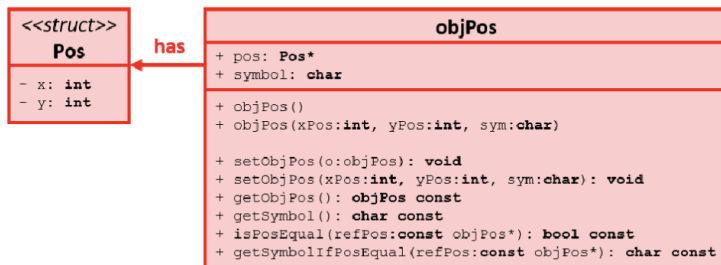 <<struct>>
Pos
- x: int
- y: int
has
objPos
+ pos: Pos*
+ symbol: char
+ objPos()
+ objPos(xPos:int, yPos:int, sym:char)
+ setObjPos(o:objPos): void
+ setObjPos(xPos:int, yPos:int, sym:char): void
+ getObjPos(): objPos const
+ getSymbol(): char const
+ isPosEqual(refPos:const objPos*): bool const
+ getSymbolIfPosEqual(refPos:const objPos*): char const